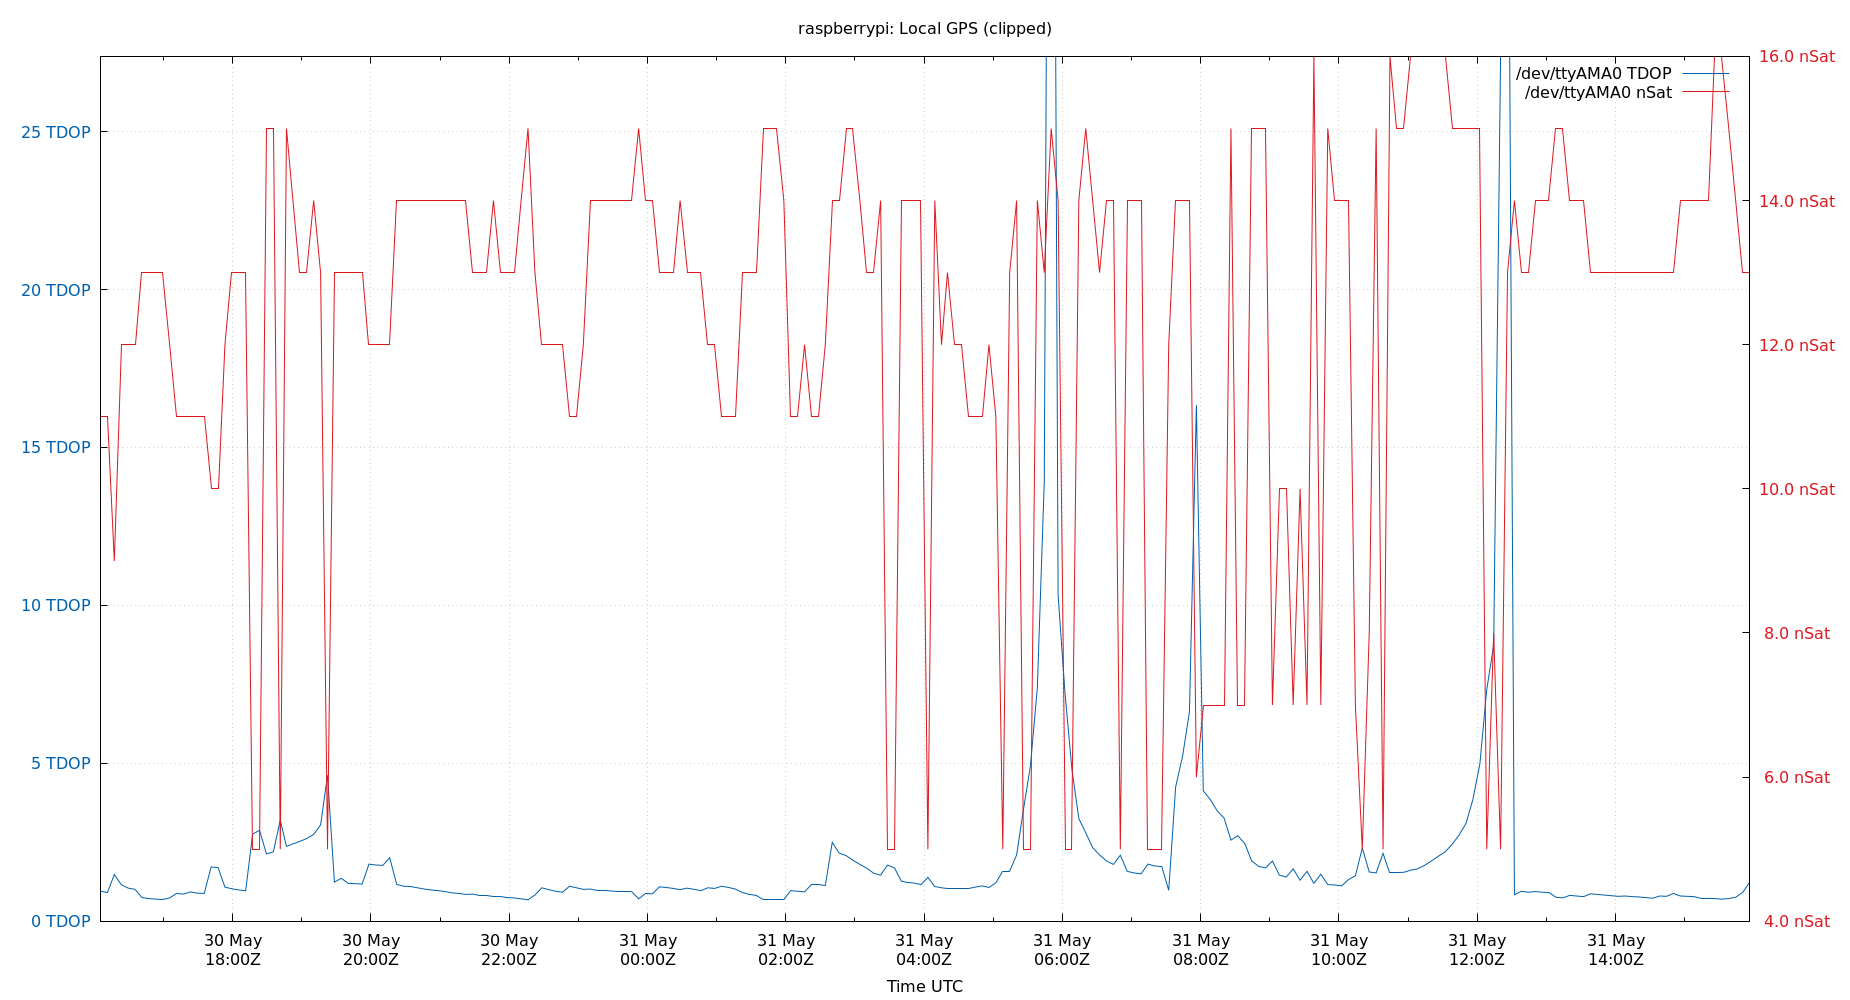 raspberrypi: Local GPS (clipped)
16.0 nSat
/dev/ttyAMA0 TDOP
/dev/ttyAMA0 nSat
25 TDOP
14.0 nSat
20 TDOP
12.0 nSat
15 TDOP
10.0 nSat
10 TDOP
8.0 nSat
5 TDOP
6.0 nSat
0 TDOP
4.0 nSat
30 May
18:00Z
30 May
20:00Z
30 May
22:00Z
31 May
00:00Z
31 May
02:00Z
31 May
04:00Z
31 May
06:00Z
31 May
08:00Z
31 May
10:00Z
31 May
12:00Z
31 May
14:00Z
Time UTC